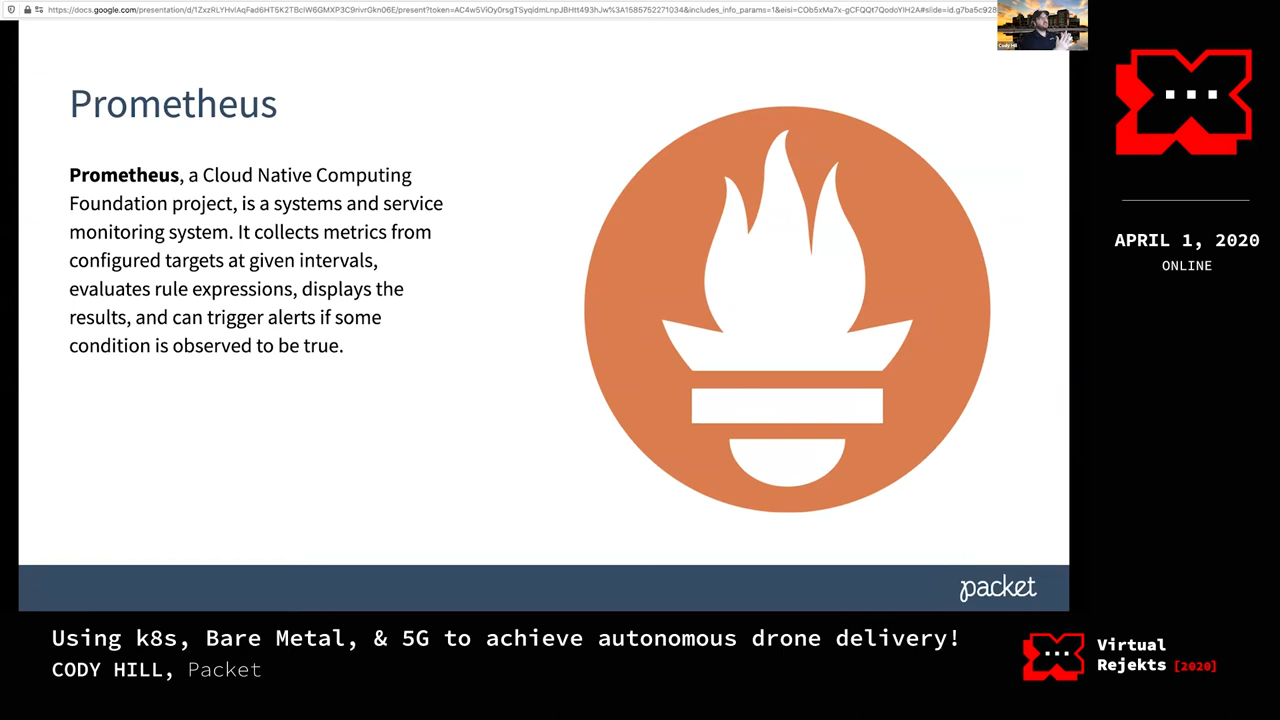 Prometheus
Prometheus, a Cloud Native Computing
Foundation project, is a systems and service
monitoring system. It collects metrics from
configured targets at given intervals,
evaluates rule expressions, displays the
results, and can trigger alerts if some
condition is observed to be true.
packet
Cody Hill
APRIL 1, 2020
ONLINE
Using k8s, Bare Metal, & 5G to achieve autonomous drone delivery!
CODY HILL, Packet
Virtual
Rejekts [2020]